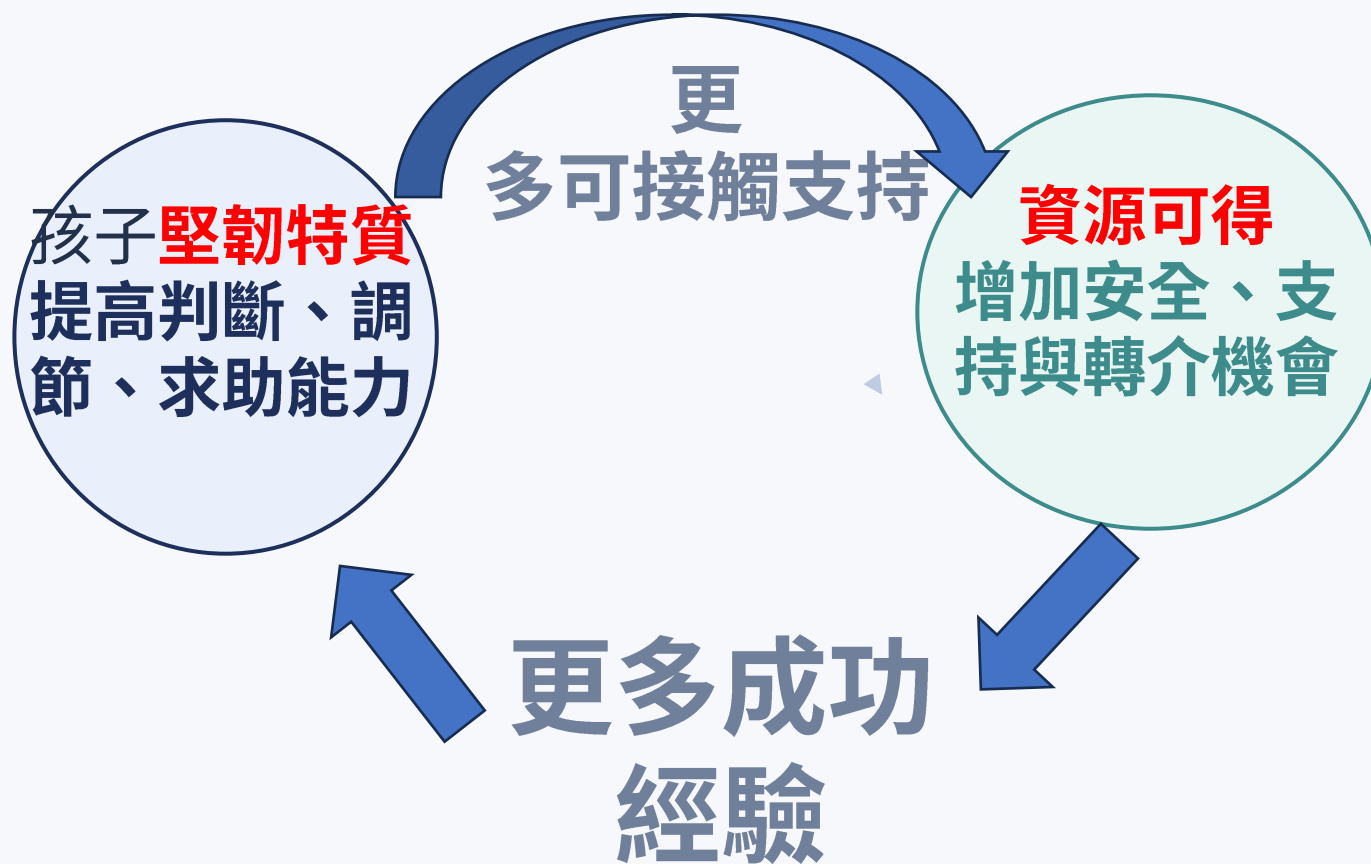 更
多可接觸支持
孩子堅韌特質
提高判斷、調
節、求助能力
資源可得
增加安全、支
持與轉介機會
更多成功
經驗